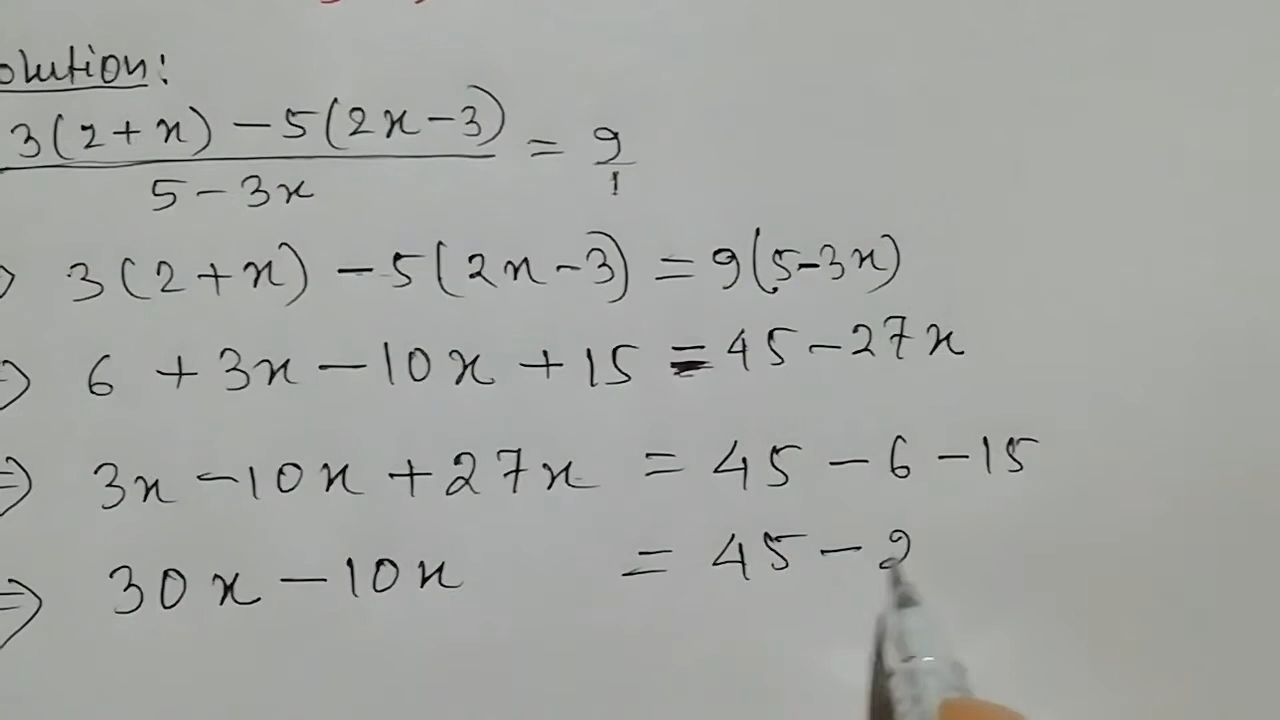 olution:
3(2+x) -5(2x-3) / 5-3x = 9/1
3(2+x) -5(2x-3) = 9(5-3x)
⇒ 6 +3x -10x +15 = 45-27x
⇒ 3x -10x +27x = 45-6-15
⇒ 30x -10x = 45-2